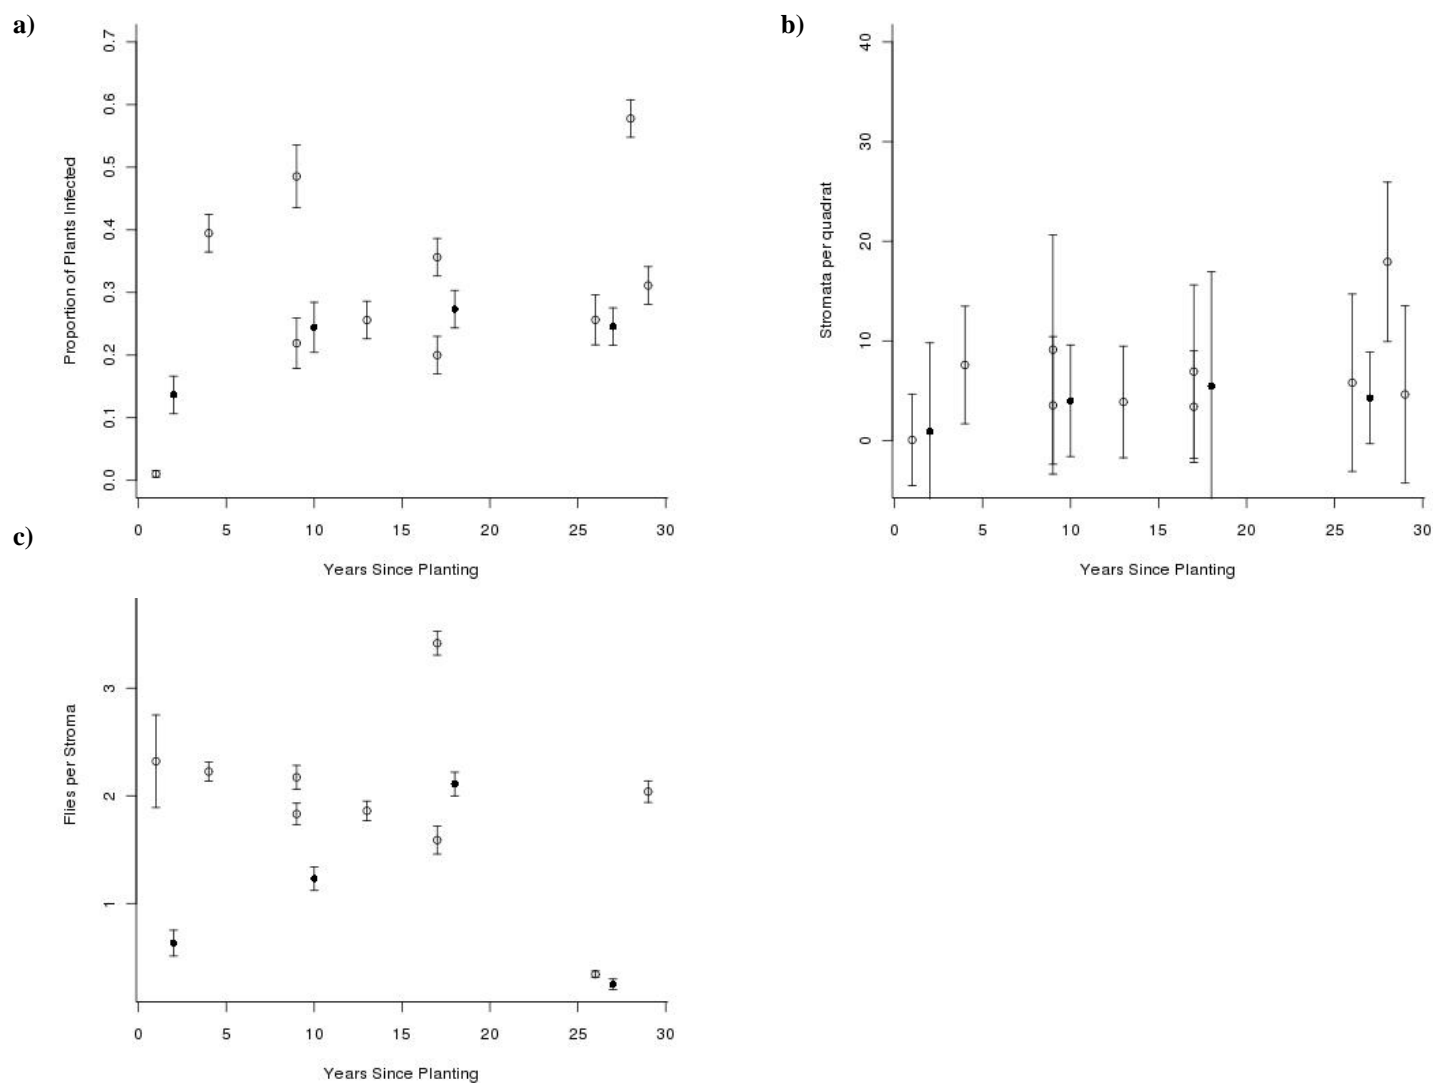 a)
0.7
0.6
0.5
0.4
0.3
0.2
0.1
0.0
Proportion of Plants Infected
0 5 10 15 20 25 30
Years Since Planting
b)
40
30
20
10
0
Stromata per quadrat
0 5 10 15 20 25 30
Years Since Planting
c)
3
2
1
Flies per Stroma
0 5 10 15 20 25 30
Years Since Planting